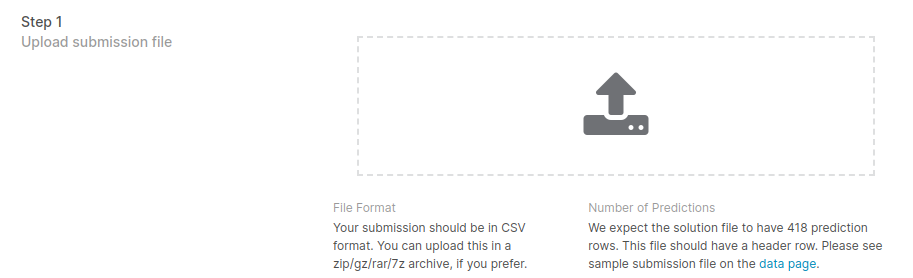 Step 1
Upload submission file
File Format
Your submission should be in CSV
format. You can upload this in a
zip/gz/rar/7z archive, if you prefer.
Number of Predictions
We expect the solution file to have 418 prediction
rows. This file should have a header row. Please see
sample submission file on the data page.